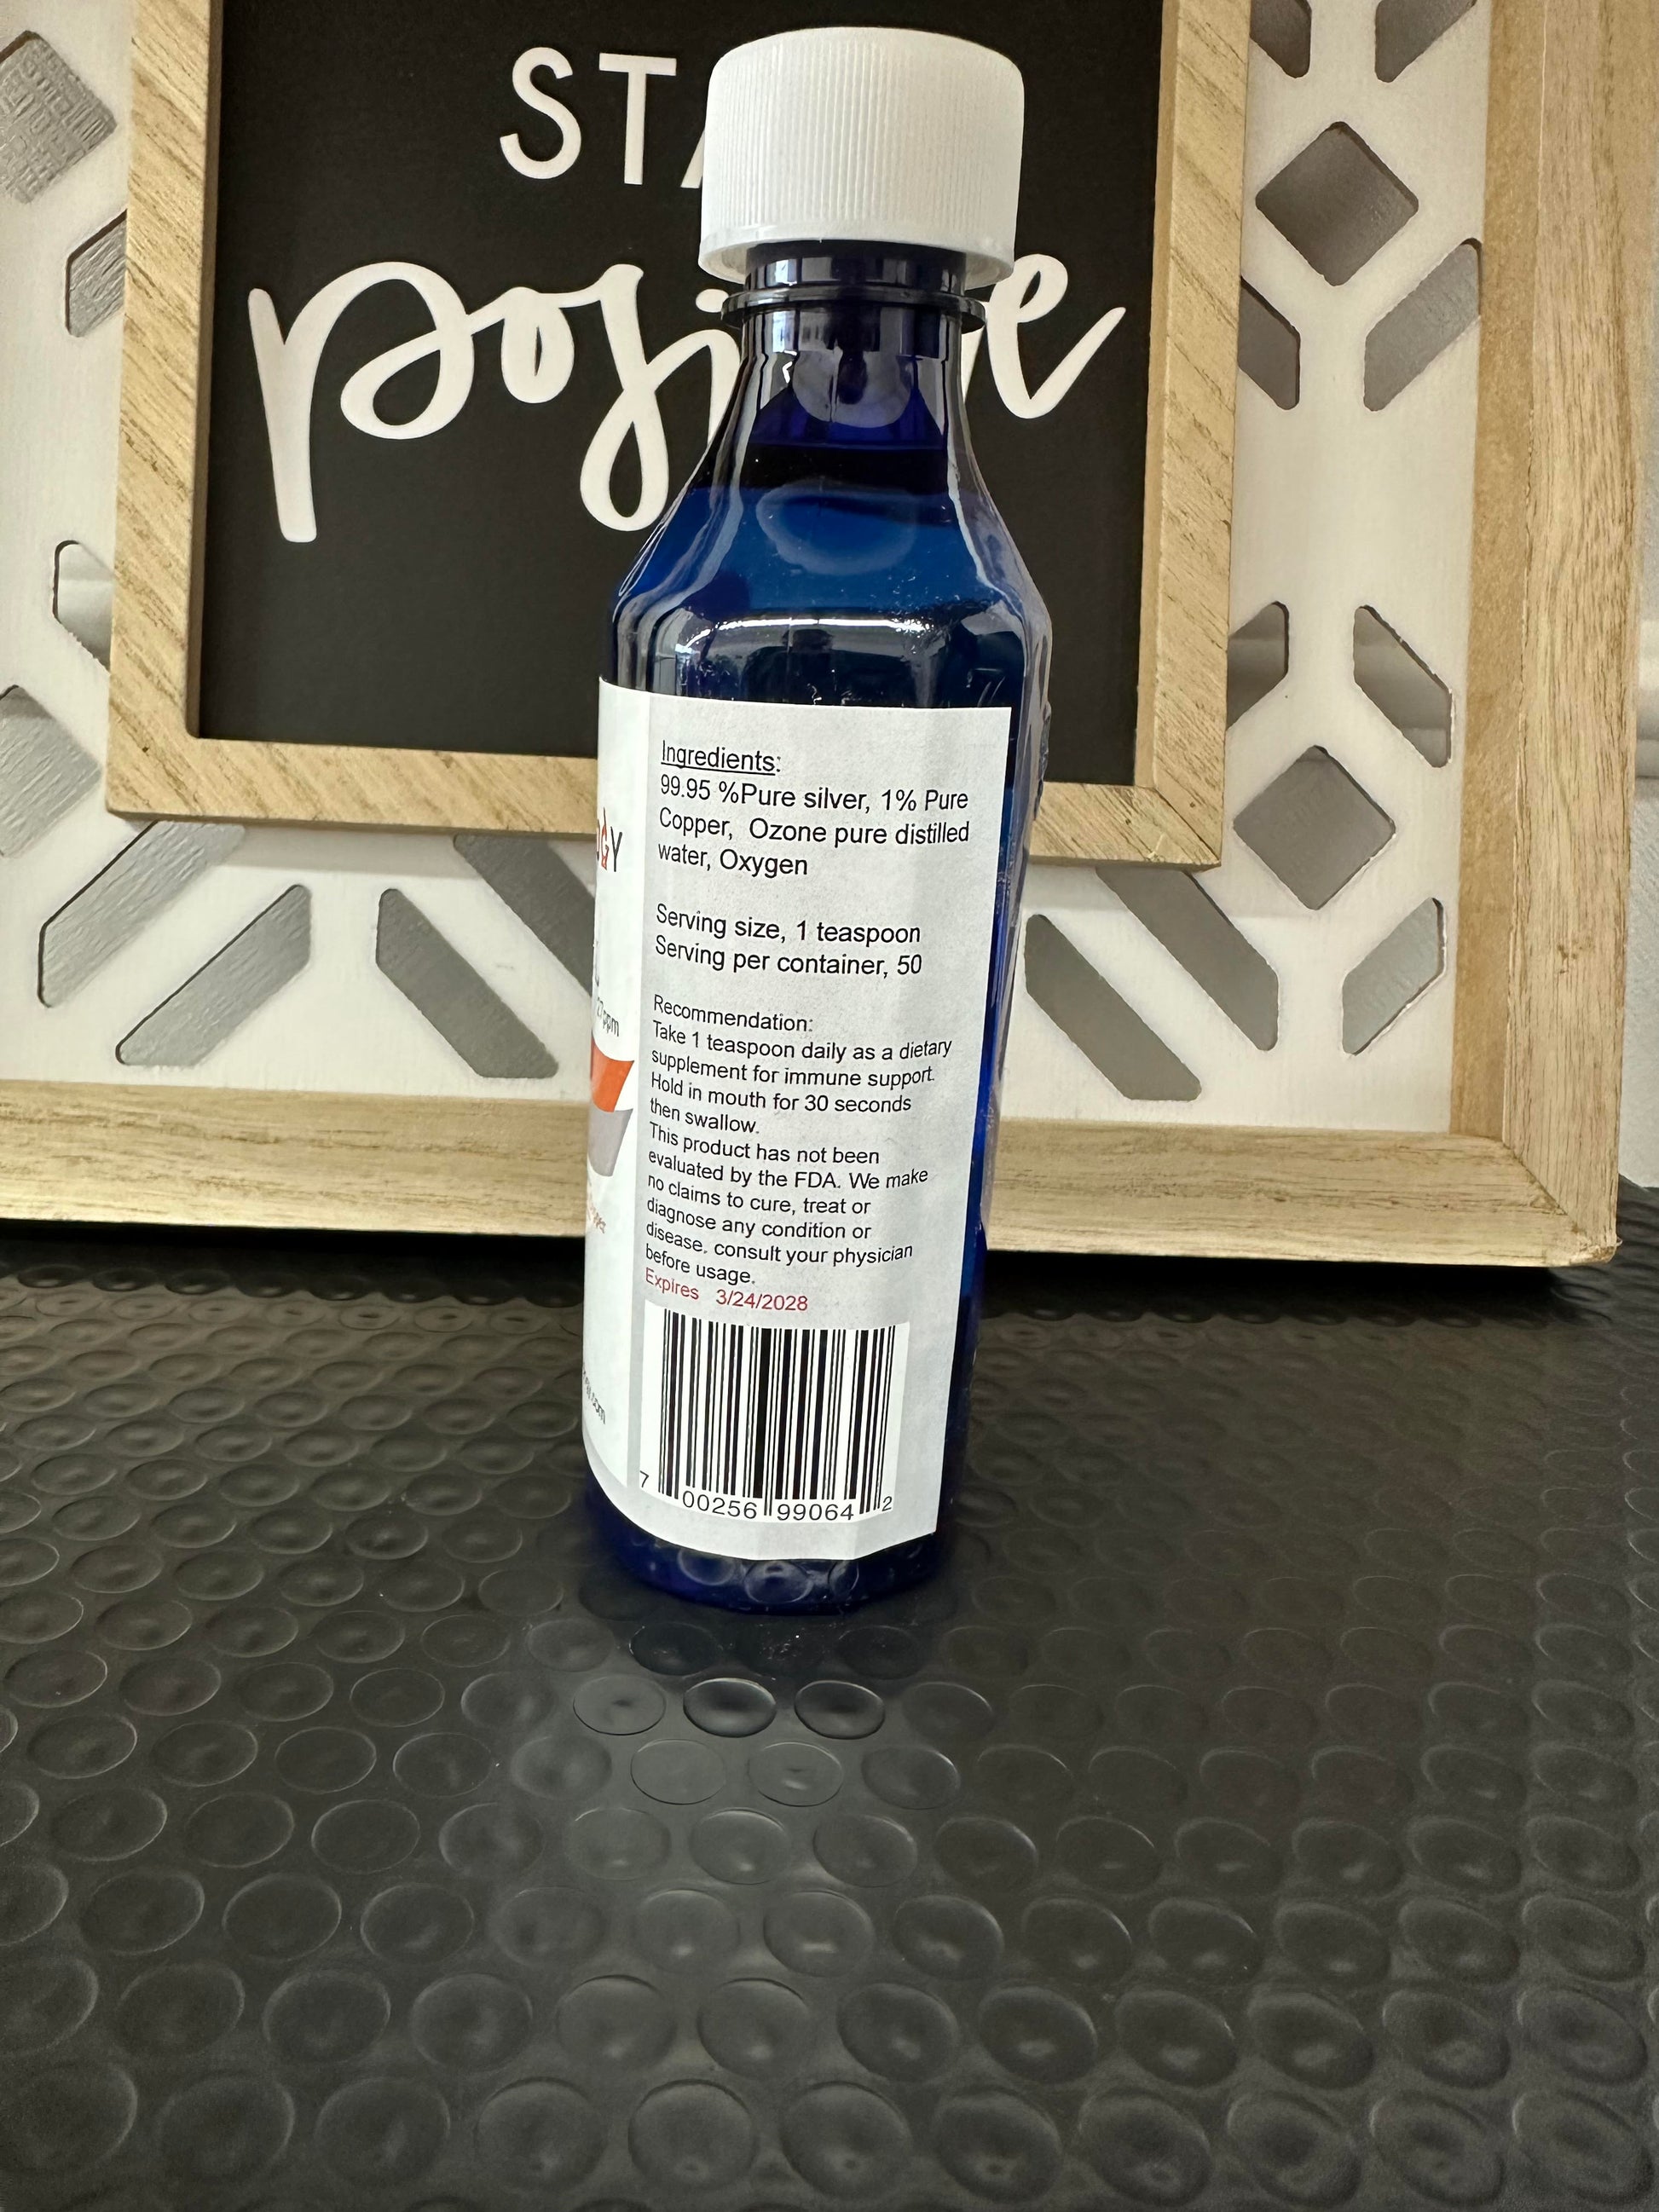 Ingredients:
99.95 %Pure silver, 1% Pure
Copper, Ozone pure distilled
water, Oxygen
Serving size, 1 teaspoon
Serving per container, 50
Recommendation:
Take 1 teaspoon daily as a dietary
supplement for immune support.
Hold in mouth for 30 seconds
then swallow.
This product has not been
evaluated by the FDA. We make
no claims to cure, treat or
diagnose any condition or
disease. consult your physician
before usage.
Expires 3/24/2028
7 00256 99064 2
ppm